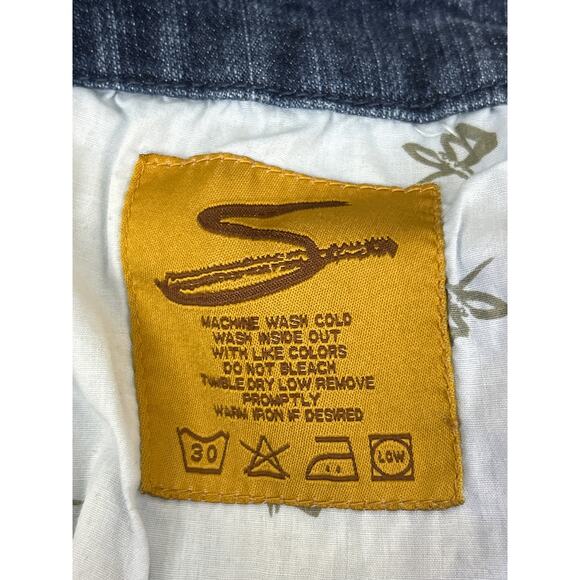 S
MACHINE WASH COLD
WASH INSIDE OUT
WITH LIKE COLORS
DO NOT BLEACH
TUMBLE DRY LOW REMOVE
PROMPTLY
WARM IRON IF DESIRED
30
LOW